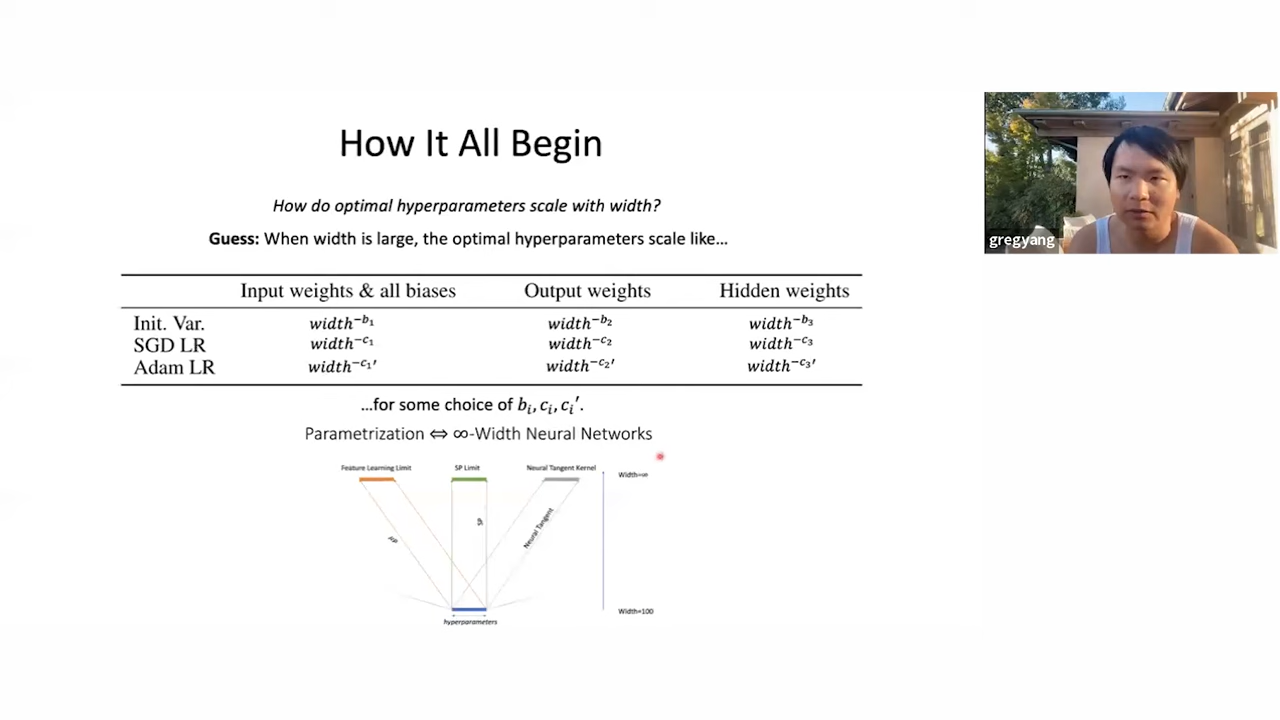 How It All Begin
How do optimal hyperparameters scale with width?
Guess: When width is large, the optimal hyperparameters scale like…
Input weights & all biases Output weights Hidden weights
Init. Var. width⁻ᵇ¹ width⁻ᵇ² width⁻ᵇ³
SGD LR width⁻ᶜ¹ width⁻ᶜ² width⁻ᶜ³
Adam LR width⁻ᶜ¹′ width⁻ᶜ²′ width⁻ᶜ³′
…for some choice of bᵢ, cᵢ, cᵢ′.
Parametrization ⇔ ∞-Width Neural Networks
Feature Learning Limit SP Limit Neural Tangent Kernel
Width=∞
μP SP Neural Tangent
Width=100
hyperparameters
gregyang